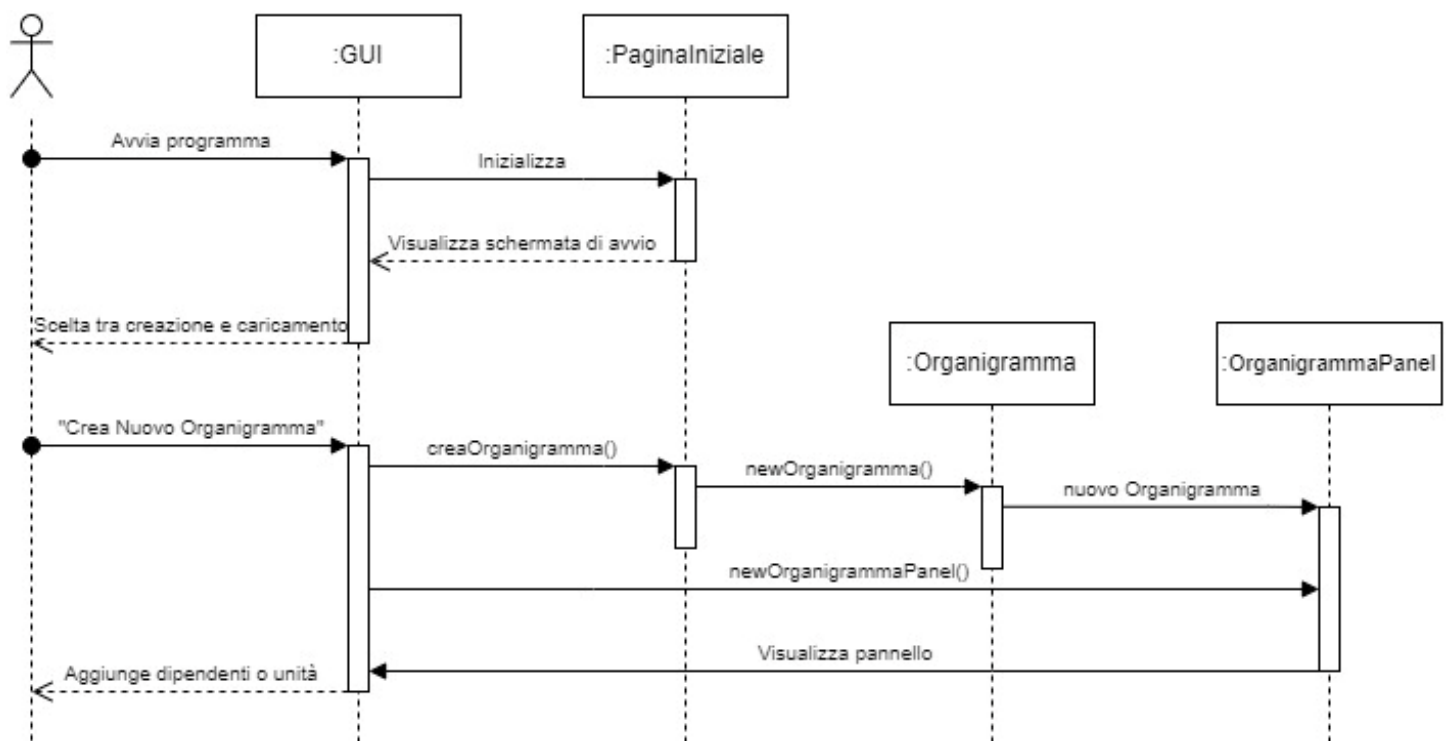 :GUI
:PaginaIniziale
Avvia programma
Inizializza
Visualizza schermata di avvio
Scelta tra creazione e caricamento
:Organigramma
:OrganigrammaPanel
"Crea Nuovo Organigramma"
creaOrganigramma()
newOrganigramma()
nuovo Organigramma
newOrganigrammaPanel()
Visualizza pannello
Aggiunge dipendenti o unità